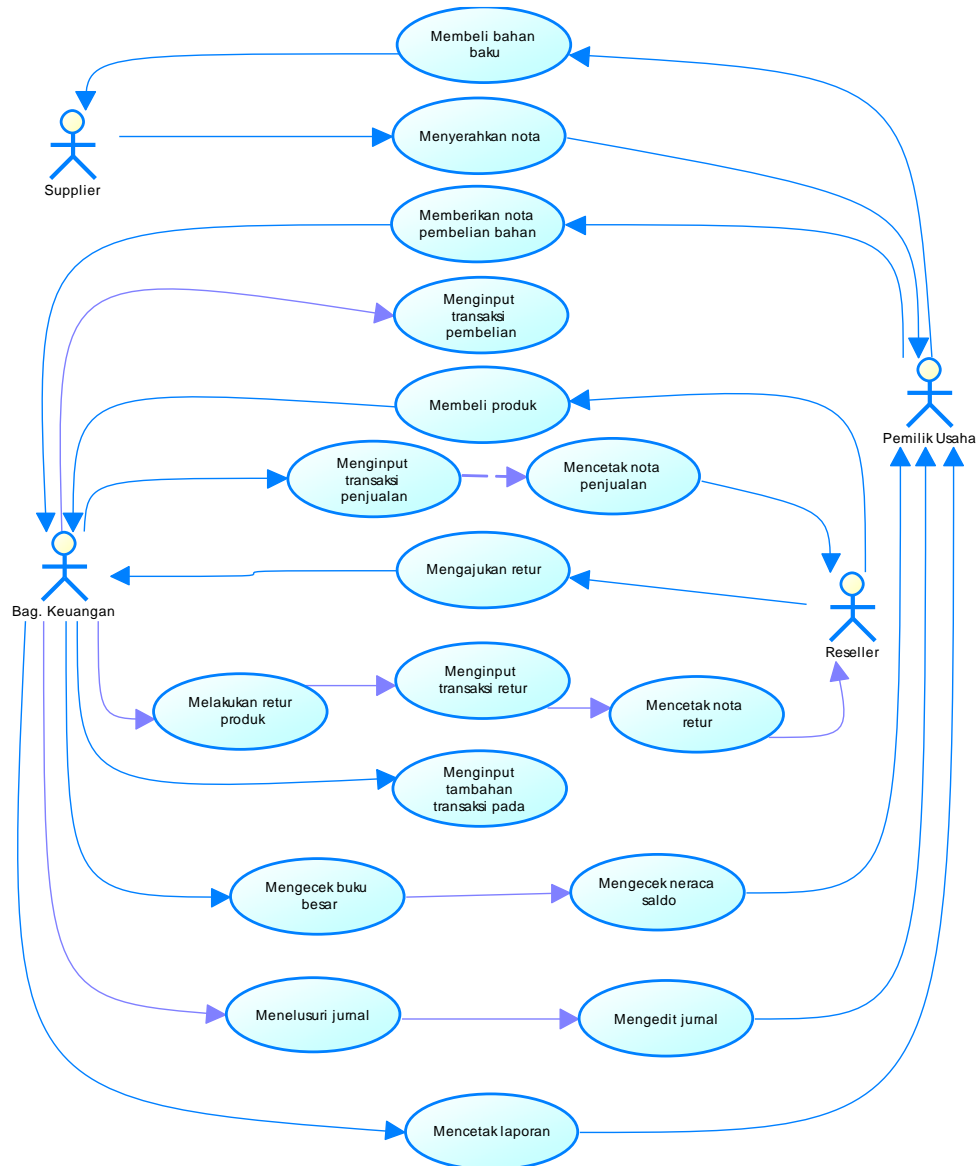 Membeli bahan
baku
Menyerahkan nota
Supplier
Memberikan nota
pembelian bahan
Menginput
transaksi
pembelian
Membeli produk
Pemilik Usaha
Menginput
transaksi
penjualan
Mencetak nota
penjualan
Mengajukan retur
Bag. Keuangan
Reseller
Melakukan retur
produk
Menginput
transaksi retur
Mencetak nota
retur
Menginput
tambahan
transaksi pada
Mengecek buku
besar
Mengecek neraca
saldo
Menelusuri jurnal
Mengedit jurnal
Mencetak laporan